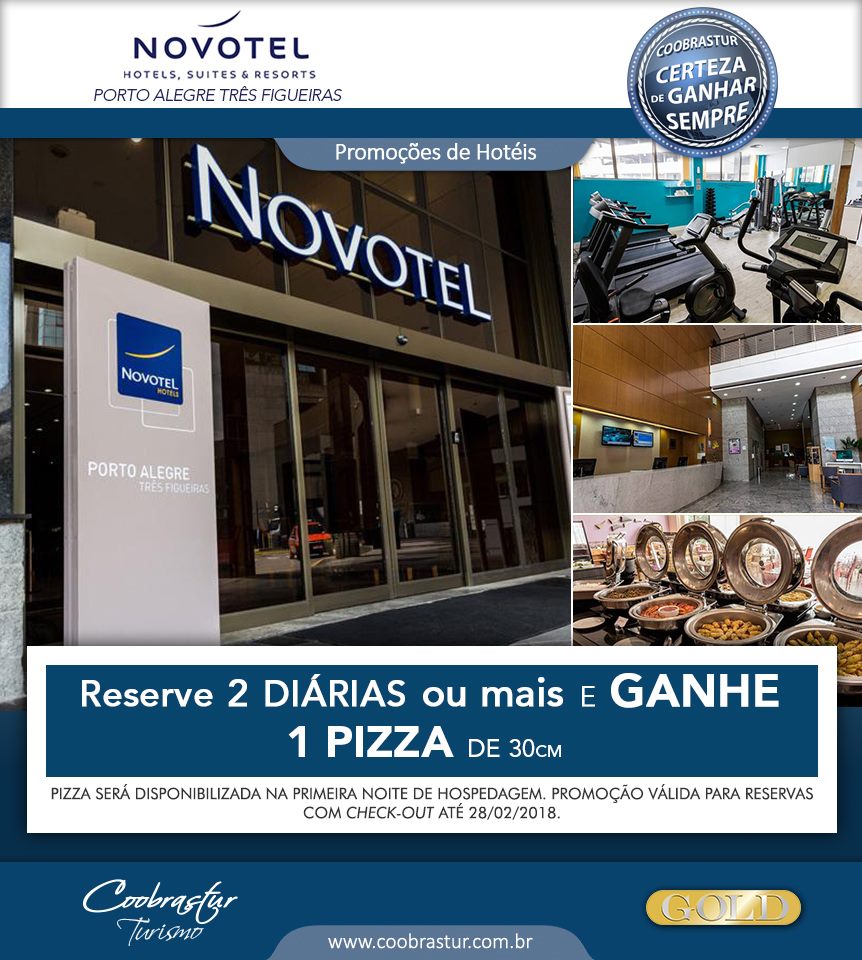 NOVOTEL
HOTELS, SUITES & RESORTS
PORTO ALEGRE TRÊS FIGUEIRAS
COOBRASTUR
CERTEZA
DE GANHAR
SEMPRE
Promoções de Hotéis
NOVOTEL
NOVOTEL
HOTELS
PORTO ALEGRE
TRÊS FIGUEIRAS
Reserve 2 DIÁRIAS ou mais E GANHE
1 PIZZA DE 30CM
PIZZA SERÁ DISPONIBILIZADA NA PRIMEIRA NOITE DE HOSPEDAGEM. PROMOÇÃO VÁLIDA PARA RESERVAS
COM CHECK-OUT ATÉ 28/02/2018.
Coobrastur
Turismo
GOLD
www.coobrastur.com.br